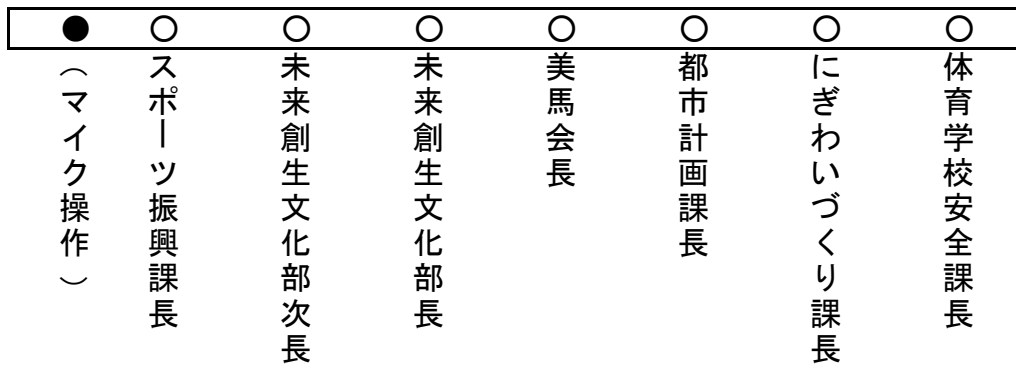 ● ○ ○ ○ ○ ○ ○ ○
体育学校安全課長
にぎわいづくり課長
都市計画課長
美馬会長
未来創生文化部長
未来創生文化部次長
スポーツ振興課長
（マイク操作）